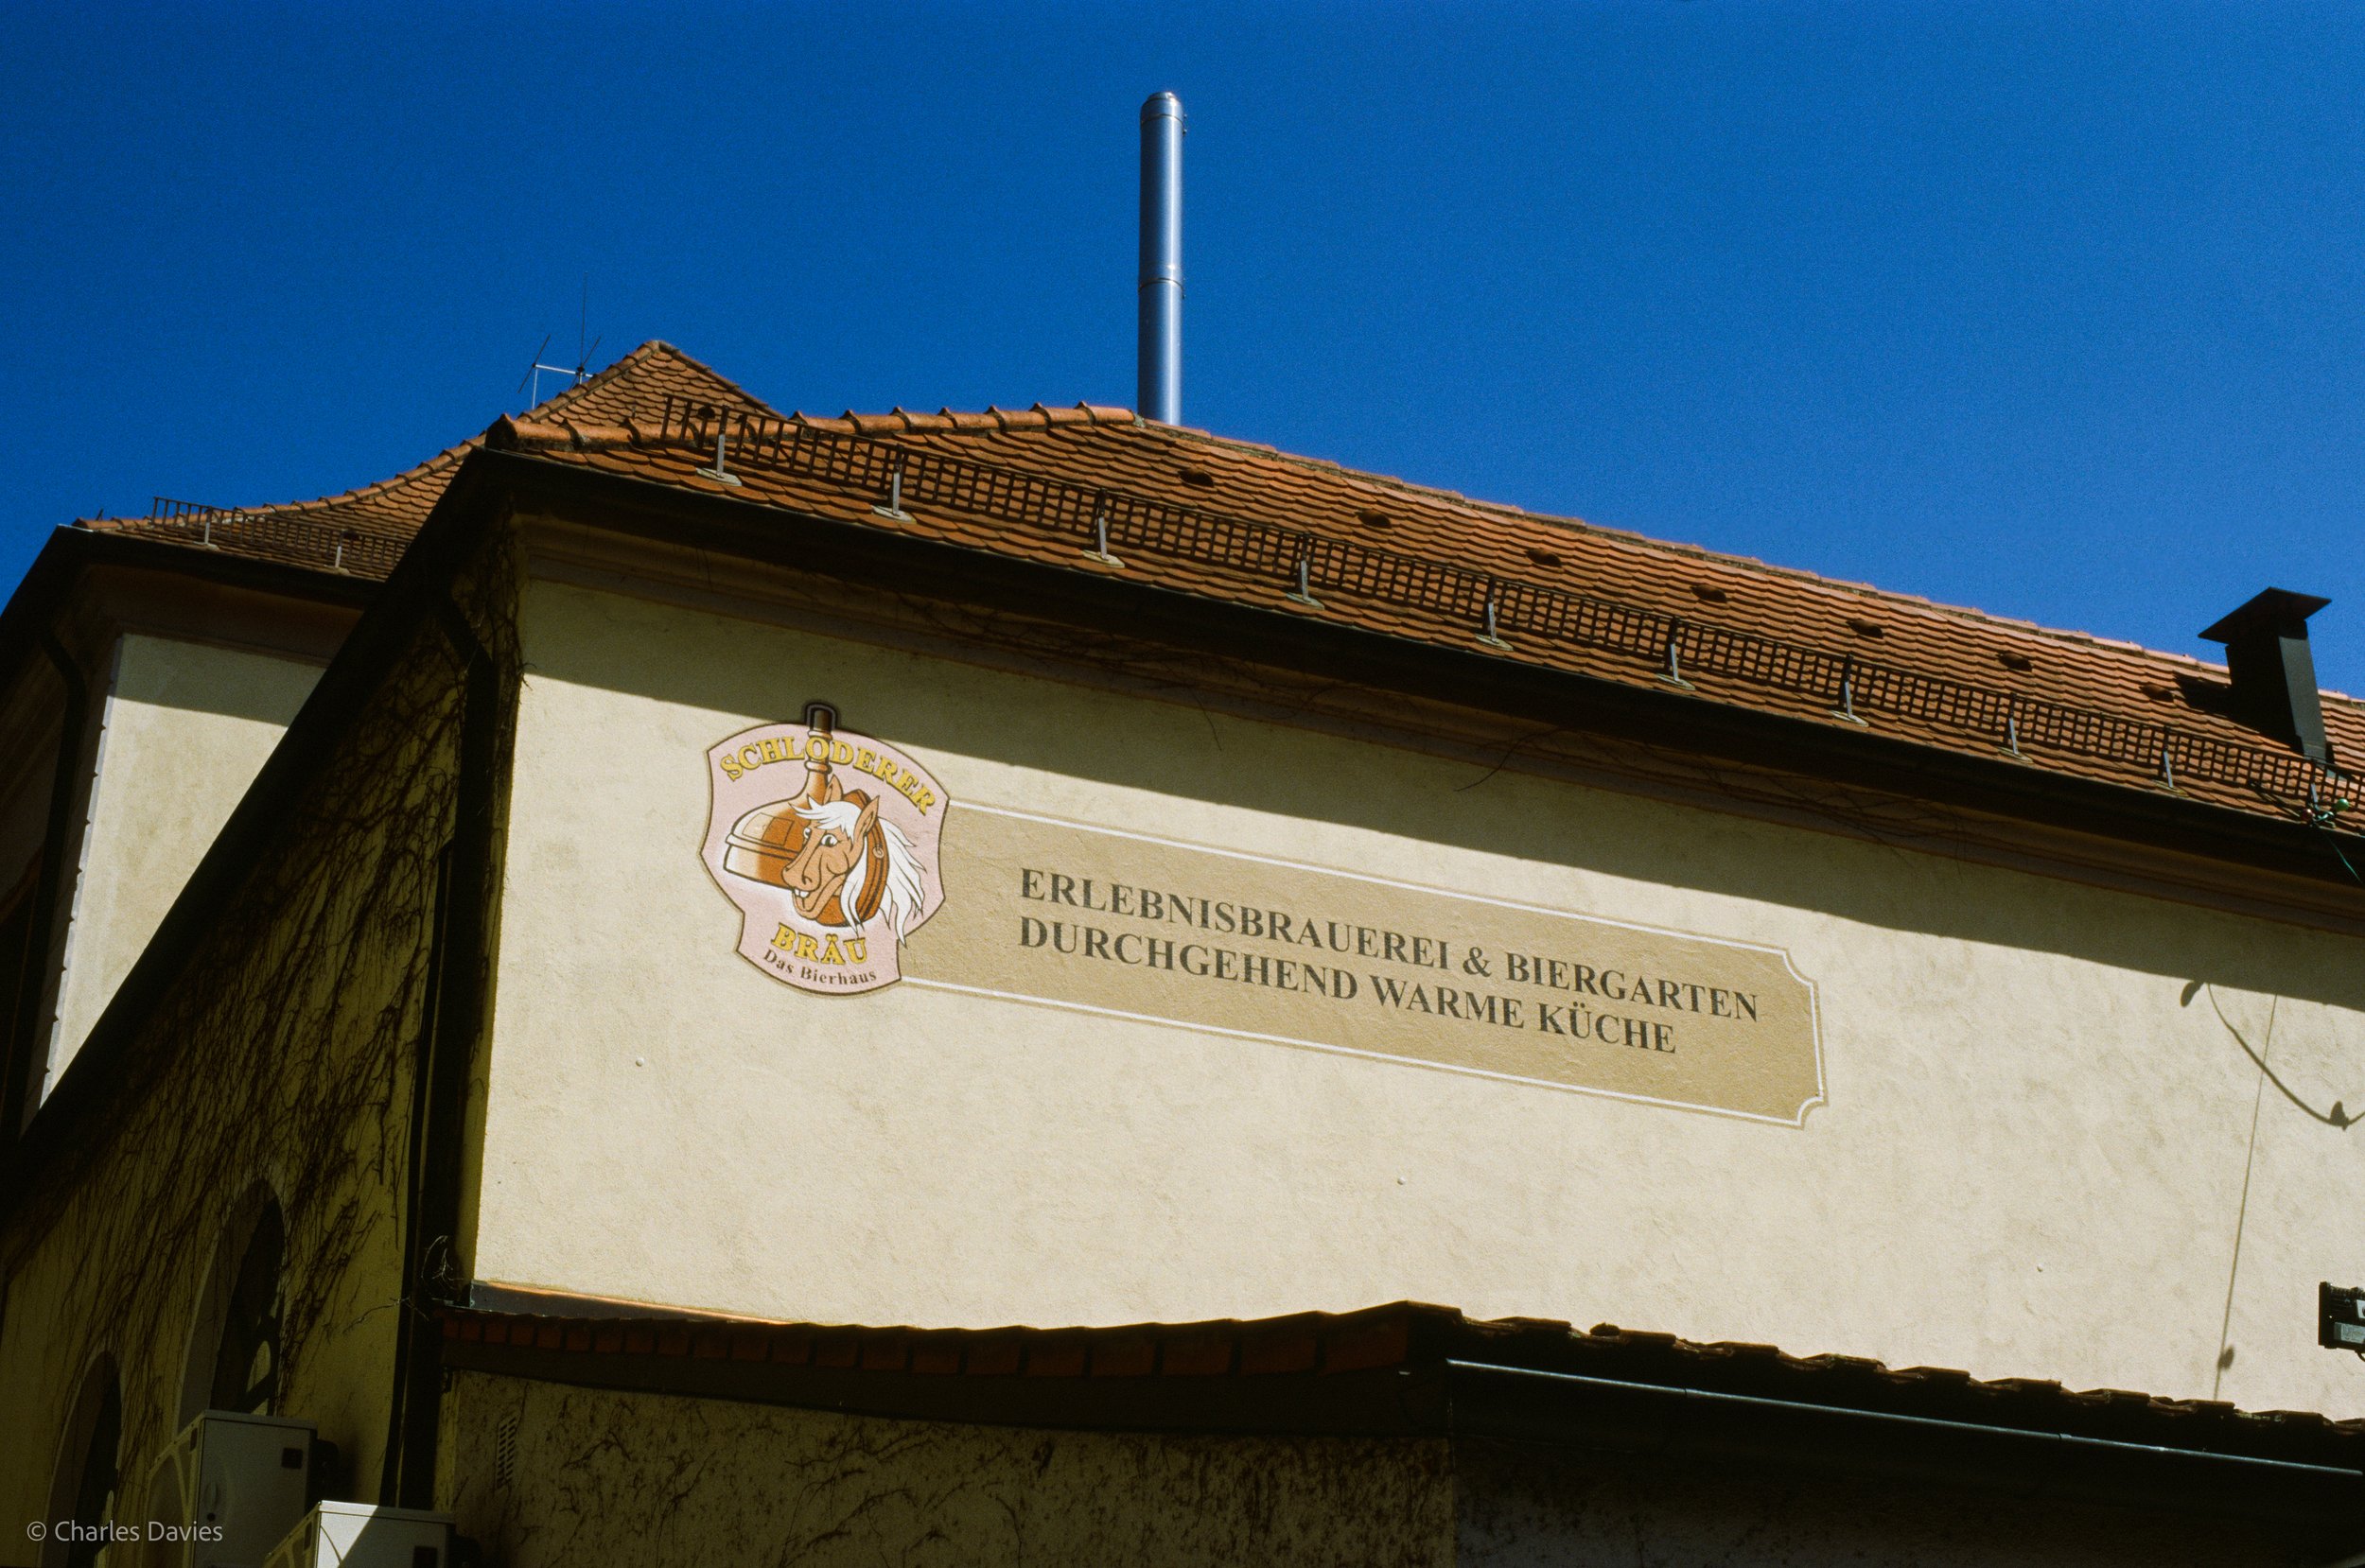 SCHLODERER
BRÄU
Das Bierhaus
ERLEBNISBRAUEREI & BIERGARTEN
DURCHGEHEND WARME KÜCHE
© Charles Davies